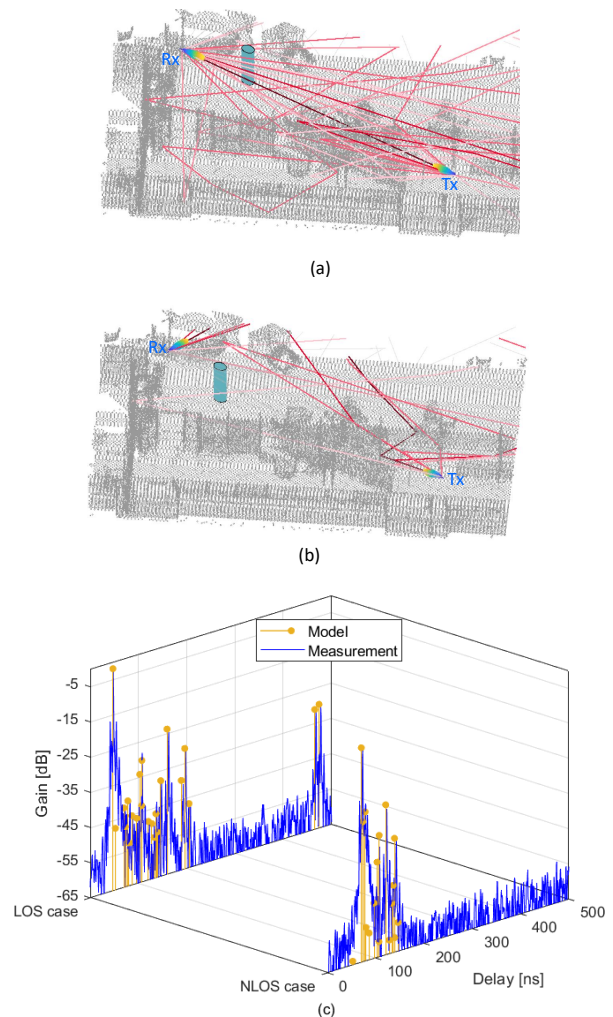 Rx
Tx
(a)
Rx
Tx
(b)
Model
Measurement
-5
-15
-25
-35
-45
-55
-65
Gain [dB]
LOS case
NLOS case
0
100
200
300
400
500
Delay [ns]
(c)